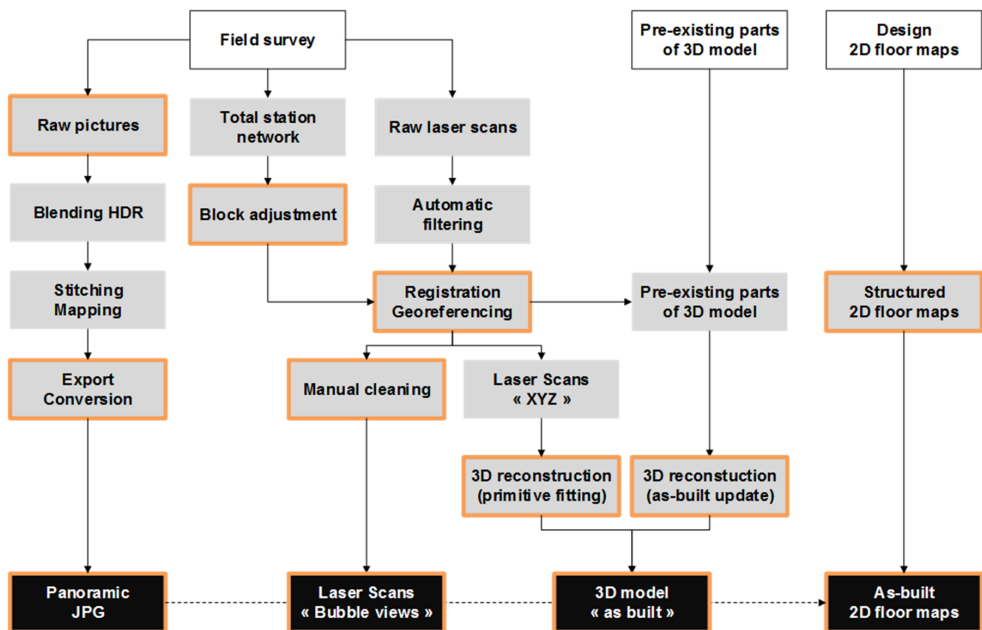 Field survey
Pre-existing parts
of 3D model
Design
2D floor maps
Raw pictures
Total station
network
Raw laser scans
Blending HDR
Block adjustment
Automatic
filtering
Stitching
Mapping
Registration
Georeferencing
Pre-existing parts
of 3D model
Structured
2D floor maps
Export
Conversion
Manual cleaning
Laser Scans
« XYZ »
3D reconstruction
(primitive fitting)
3D reconstuction
(as-built update)
Panoramic
JPG
Laser Scans
« Bubble views »
3D model
« as built »
As-built
2D floor maps